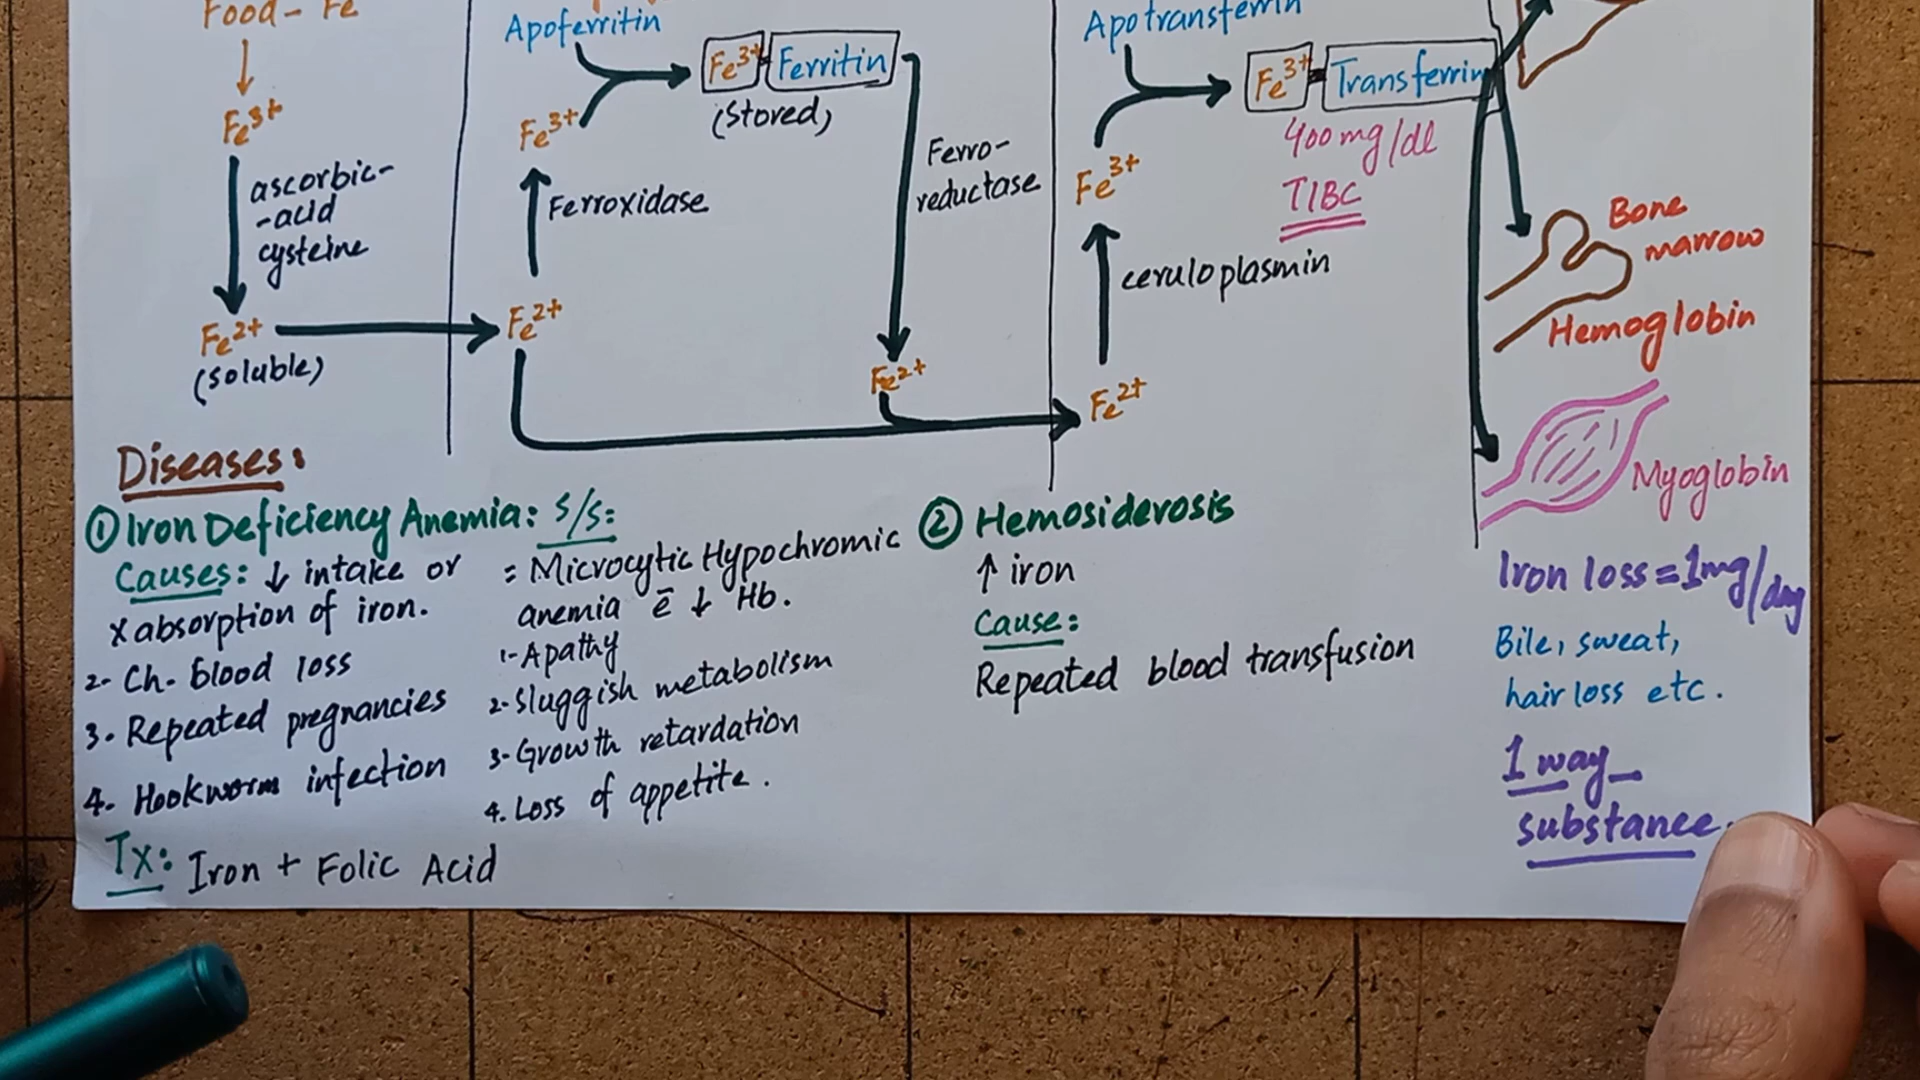 Food - Fe
Fe3+
ascorbic-
-acid
cysteine
Fe2+
(soluble)
Apoferritin
Fe3+
Fe3+ Ferritin
(stored)
Ferroxidase
Ferro-
reductase
Fe2+
Fe2+
Apotransferrin
Fe3+ Transferrin
400mg/dl
TIBC
Fe3+
ceruloplasmin
Fe2+
Bone
marrow
Hemoglobin
Myoglobin
Diseases:
① Iron Deficiency Anemia: S/S:
Causes: ↓ intake or
x absorption of iron.
2- Ch. blood loss
3. Repeated pregnancies
4. Hookworm infection
= Microcytic Hypochromic
anemia c̄ ↓ Hb.
1- Apathy
2- Sluggish metabolism
3- Growth retardation
4. Loss of appetite.
Tx: Iron + Folic Acid
② Hemosiderosis
↑ iron
Cause:
Repeated blood transfusion
Iron loss = 1mg/day
Bile, sweat,
hair loss etc.
1 way
substance.